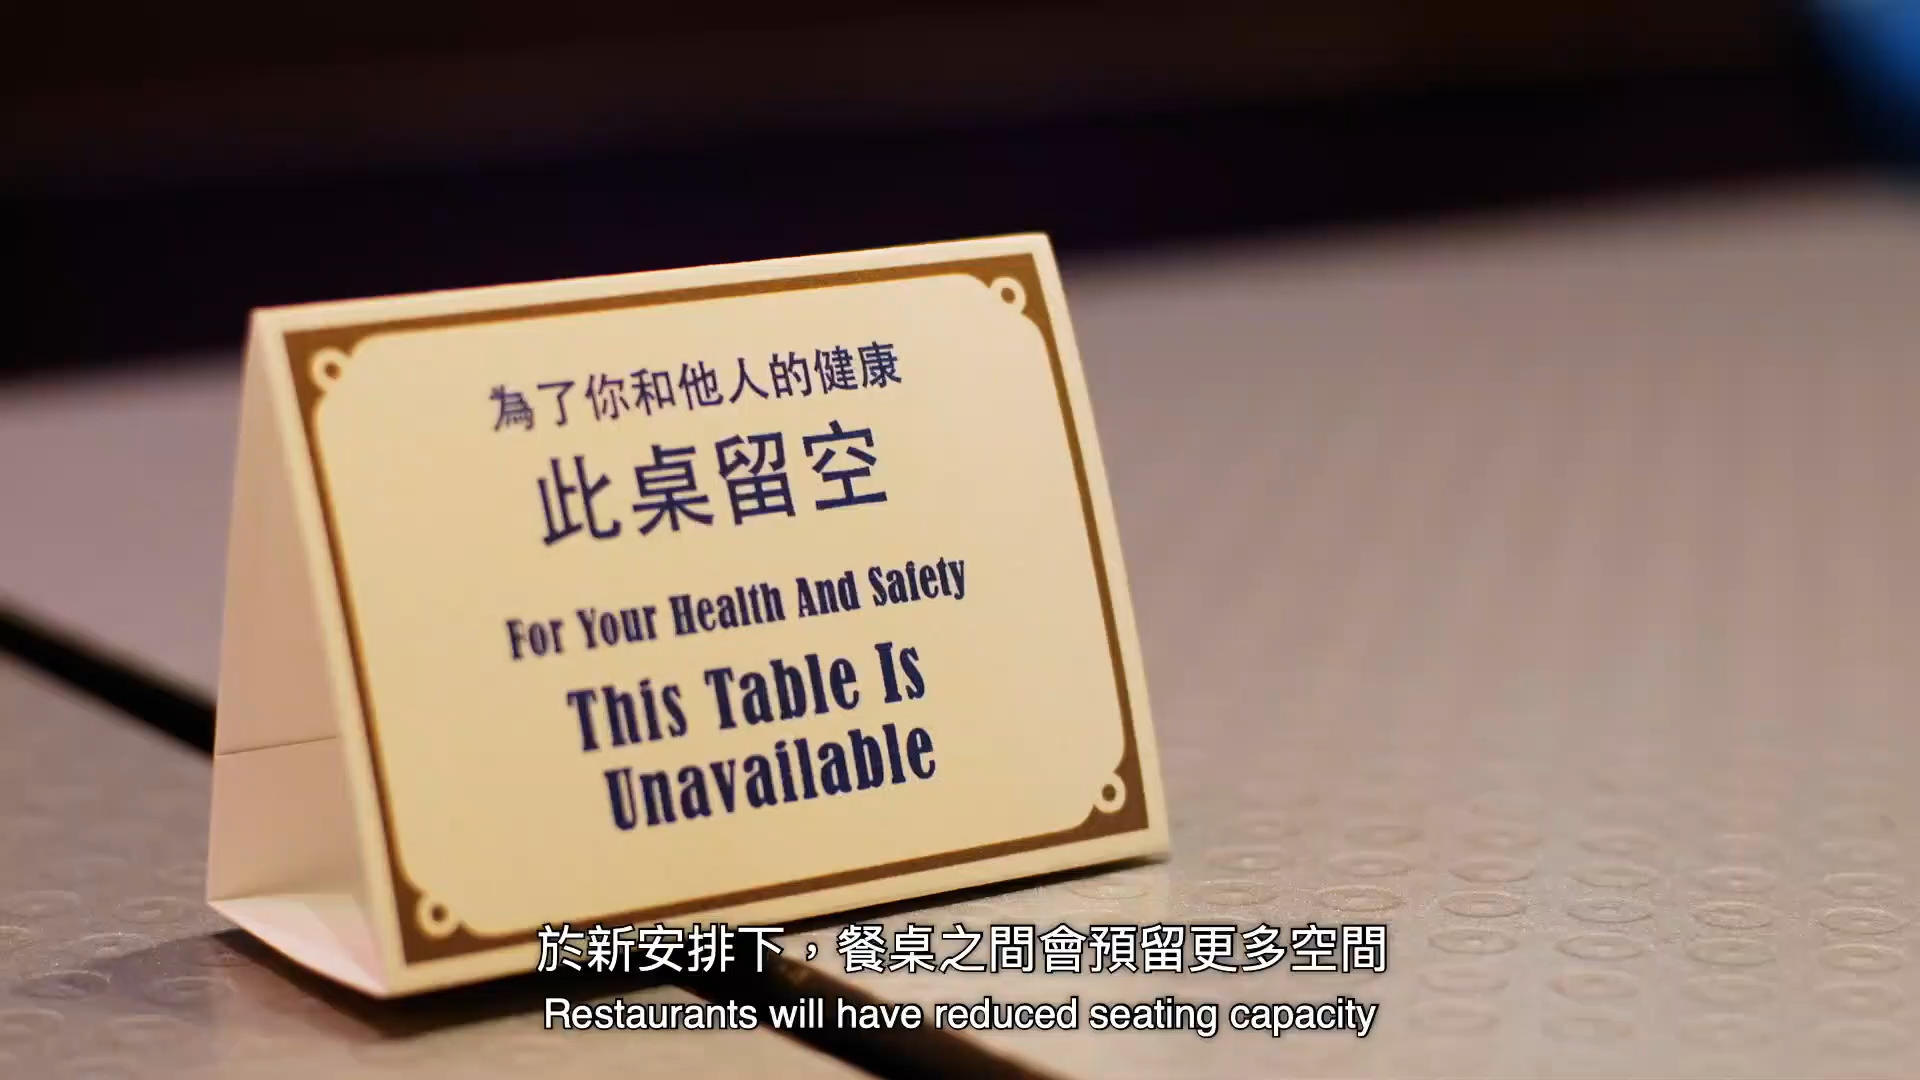 為了你和他人的健康
此桌留空
For Your Health And Safety
This Table Is
Unavailable
於新安排下，餐桌之間會預留更多空間
Restaurants will have reduced seating capacity